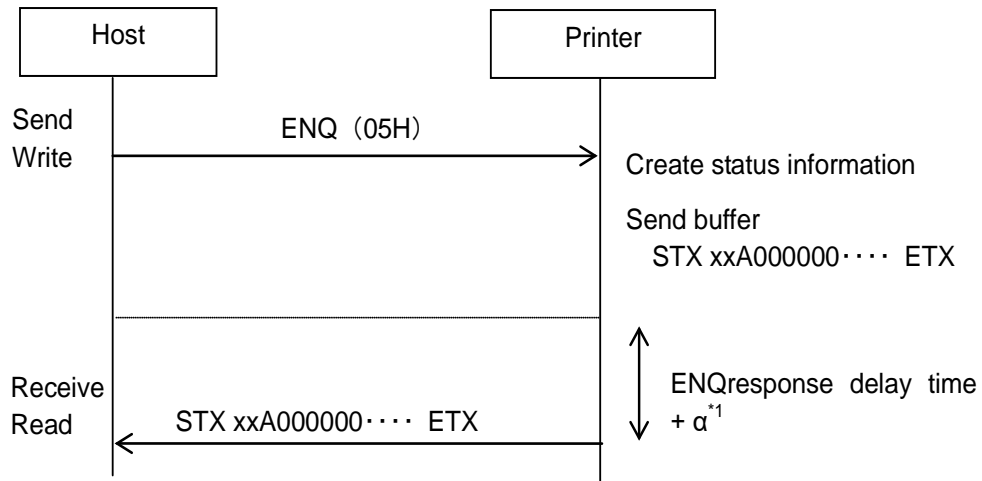 Host
Printer
Send
Write
ENQ（05H）
Create status information
Send buffer
STX xxA000000・・・・ ETX
ENQresponse delay time
+ α*1
Receive
Read
STX xxA000000・・・・ ETX